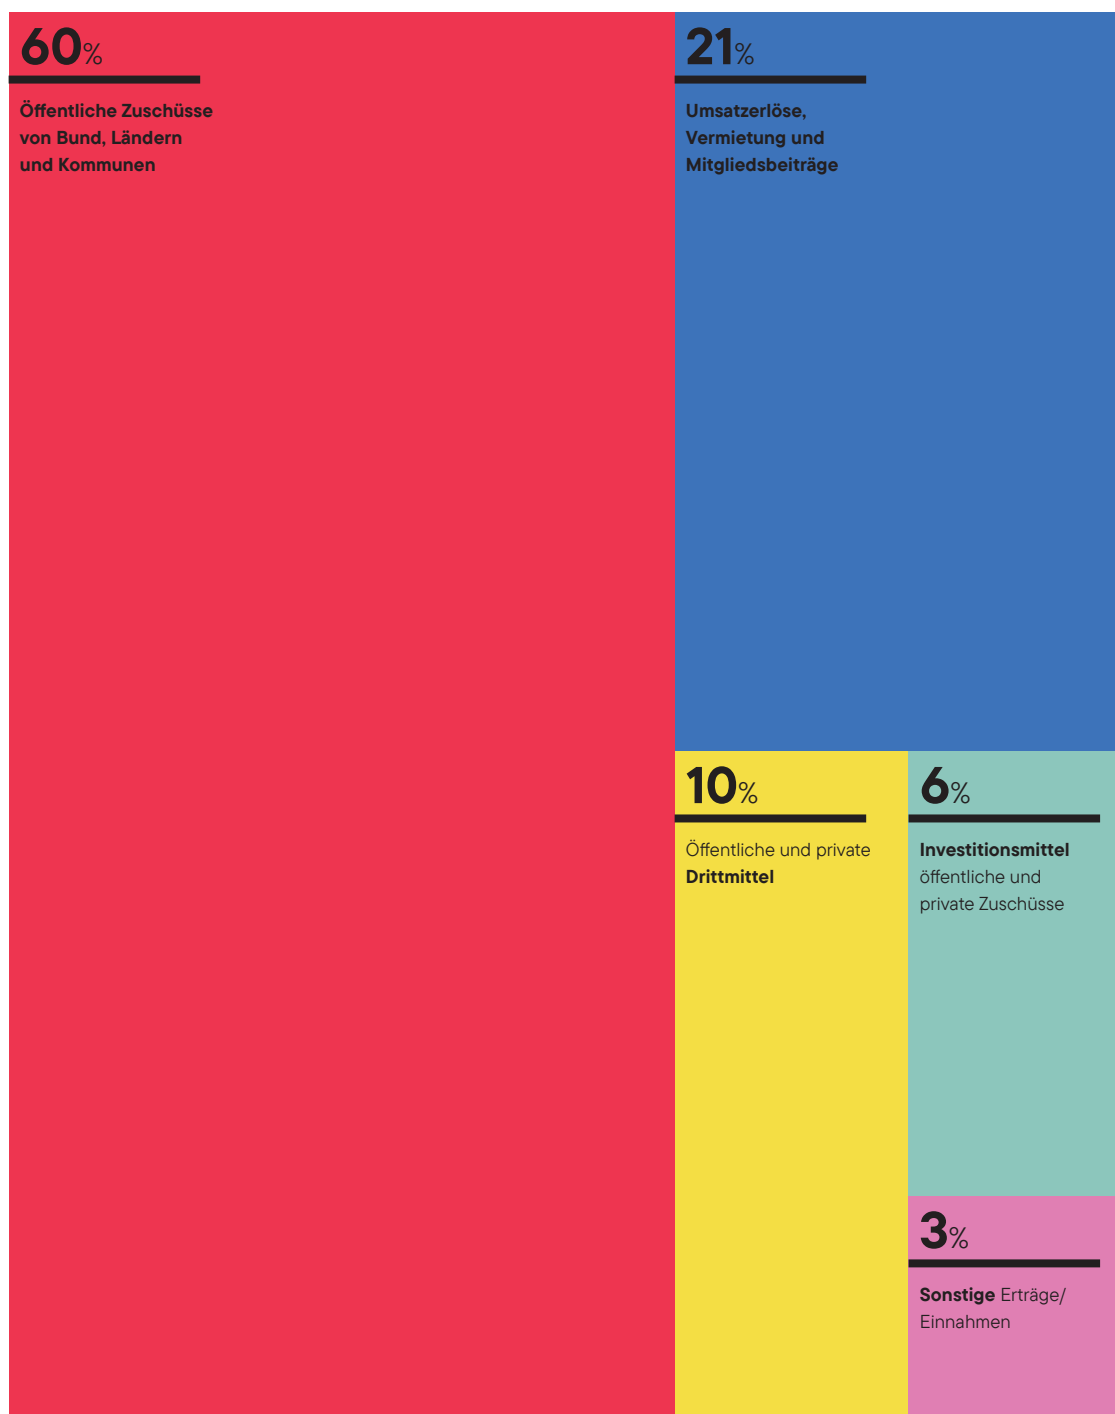 60%
Öffentliche Zuschüsse
von Bund, Ländern
und Kommunen
21%
Umsatzerlöse,
Vermietung und
Mitgliedsbeiträge
10%
Öffentliche und private
Drittmittel
6%
Investitionsmittel
öffentliche und
private Zuschüsse
3%
Sonstige Erträge/
Einnahmen